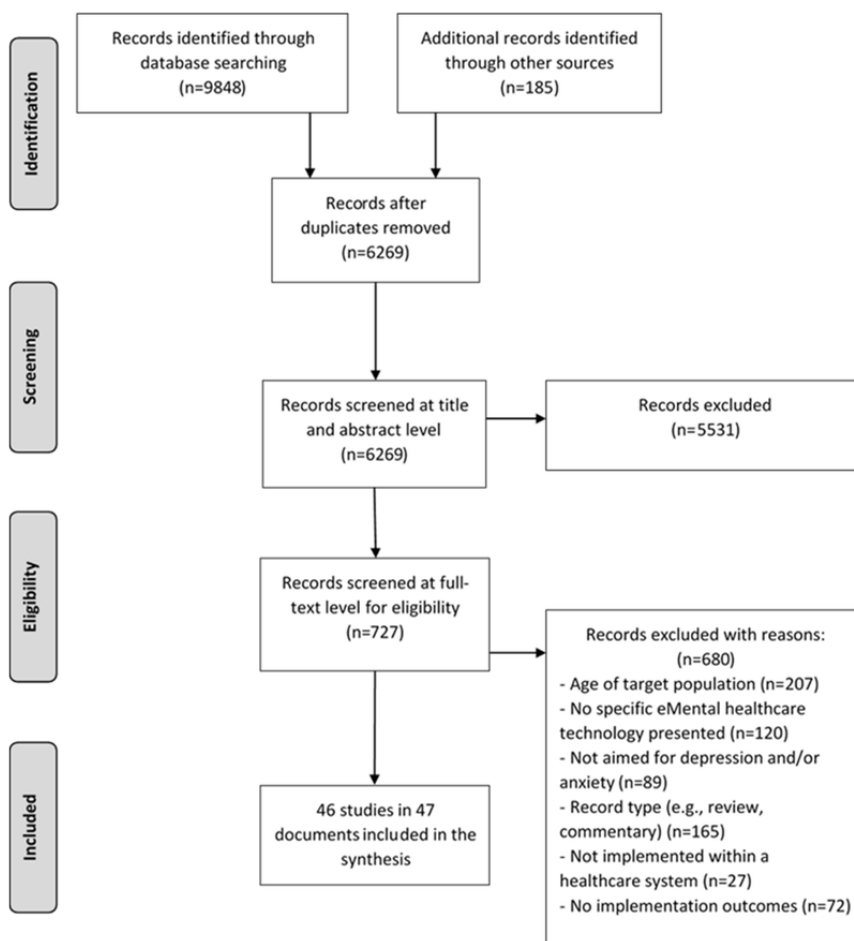 Identification
Records identified through
database searching
(n=9848)
Additional records identified
through other sources
(n=185)
Records after
duplicates removed
(n=6269)
Screening
Records screened at title
and abstract level
(n=6269)
Records excluded
(n=5531)
Eligibility
Records screened at full-
text level for eligibility
(n=727)
Records excluded with reasons:
(n=680)
- Age of target population (n=207)
- No specific eMental healthcare
technology presented (n=120)
- Not aimed for depression and/or
anxiety (n=89)
- Record type (e.g., review,
commentary) (n=165)
- Not implemented within a
healthcare system (n=27)
- No implementation outcomes (n=72)
Included
46 studies in 47
documents included in the
synthesis